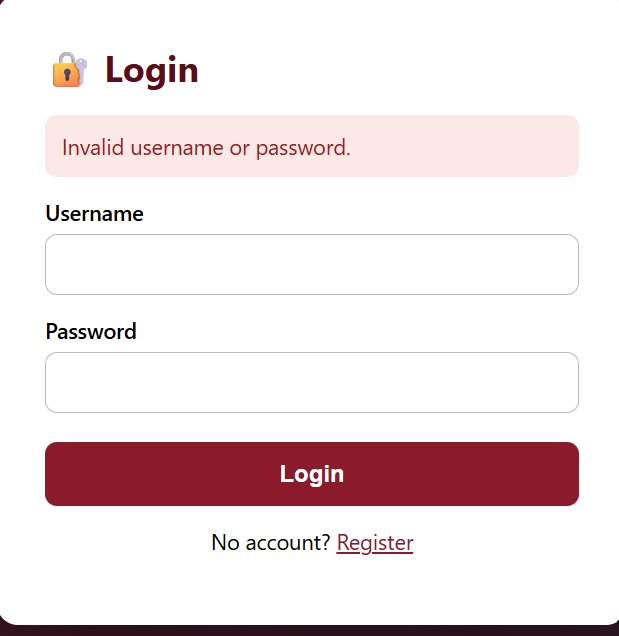 Login
Invalid username or password.
Username
Password
Login
No account? Register